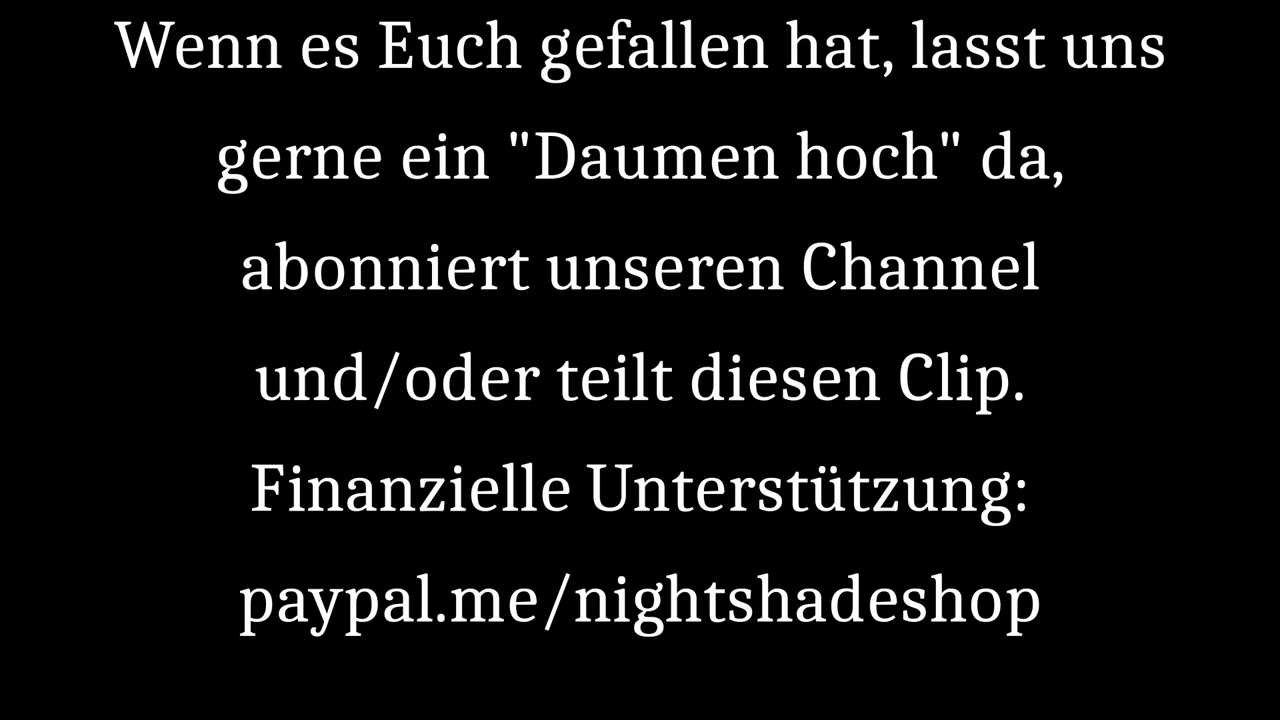 Wenn es Euch gefallen hat, lasst uns
gerne ein "Daumen hoch" da,
abonniert unseren Channel
und/oder teilt diesen Clip.
Finanzielle Unterstützung:
paypal.me/nightshadeshop